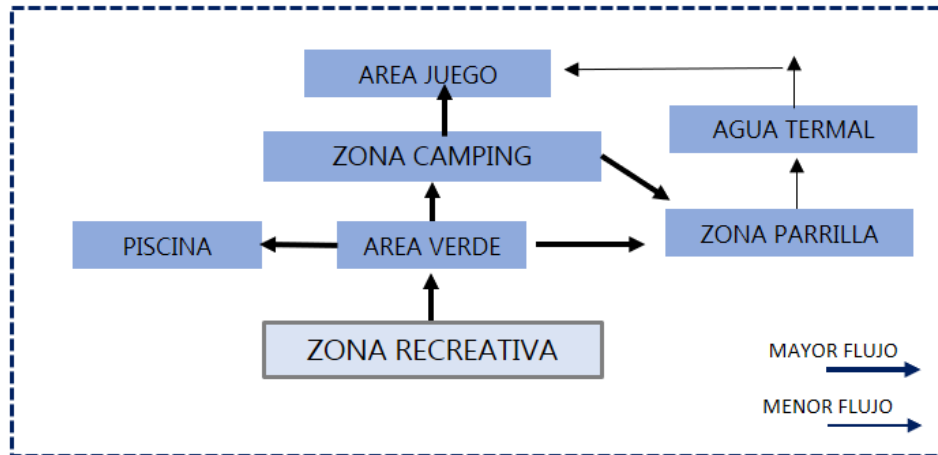 AREA JUEGO
AGUA TERMAL
ZONA CAMPING
ZONA PARRILLA
PISCINA
AREA VERDE
ZONA RECREATIVA
MAYOR FLUJO
MENOR FLUJO